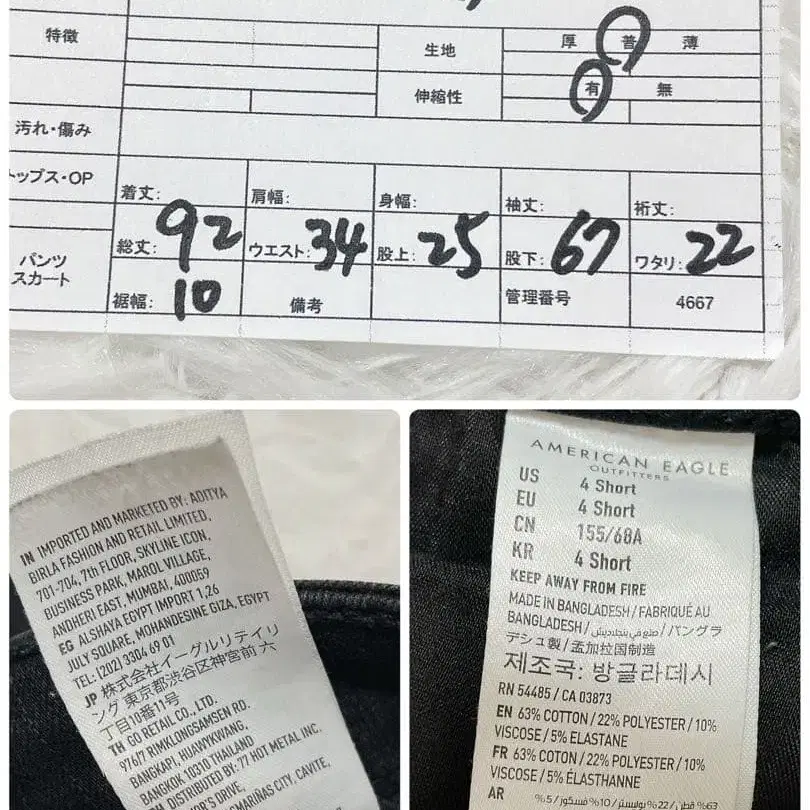 特徴
生地
厚 普 薄
伸縮性
有 無
汚れ・傷み
トップス・OP
着丈:
肩幅:
身幅:
袖丈:
裄丈:
パンツ
スカート
総丈: 92
ウエスト: 34
股上: 25
股下: 67
ワタリ: 22
裾幅: 10
備考
管理番号
4667
IN IMPORTED AND MARKETED BY: ADITYA
BIRLA FASHION AND RETAIL LIMITED,
701-704, 7th FLOOR, SKYLINE ICON,
BUSINESS PARK, MAROL VILLAGE,
ANDHERI EAST, MUMBAI, 400059
EG ALSHAYA EGYPT IMPORT 1,26
JULY SQUARE, MOHANDESINE GIZA, EGYPT
TEL: (202) 3304 69 01
JP 株式会社イーグルリテイリ
ング 東京都渋谷区神宮前 六
丁目10番11号
TH GO RETAIL CO., LTD.
976/7 RIMKLONGSAMSEN RD.
BANGKAPI, HUAWYKWANG,
BANGKOK 10310 THAILAND
DISTRIBUTED BY: 77 HOT METAL INC.
DRIVE,
CITY, CAVITE,
AMERICAN EAGLE
OUTFITTERS
US 4 Short
EU 4 Short
CN 155/68A
KR 4 Short
KEEP AWAY FROM FIRE
MADE IN BANGLADESH / FABRIQUÉ AU
BANGLADESH / صنع في بنجلاديش / バングラ
デシュ製 / 孟加拉国制造
제조국: 방글라데시
RN 54485 / CA 03873
EN 63% COTTON / 22% POLYESTER / 10%
VISCOSE / 5% ELASTANE
FR 63% COTON / 22% POLYESTER / 10%
VISCOSE / 5% ÉLASTHANNE
AR
63% قطن / 22% بوليستر / 10% فسكوز / 5%